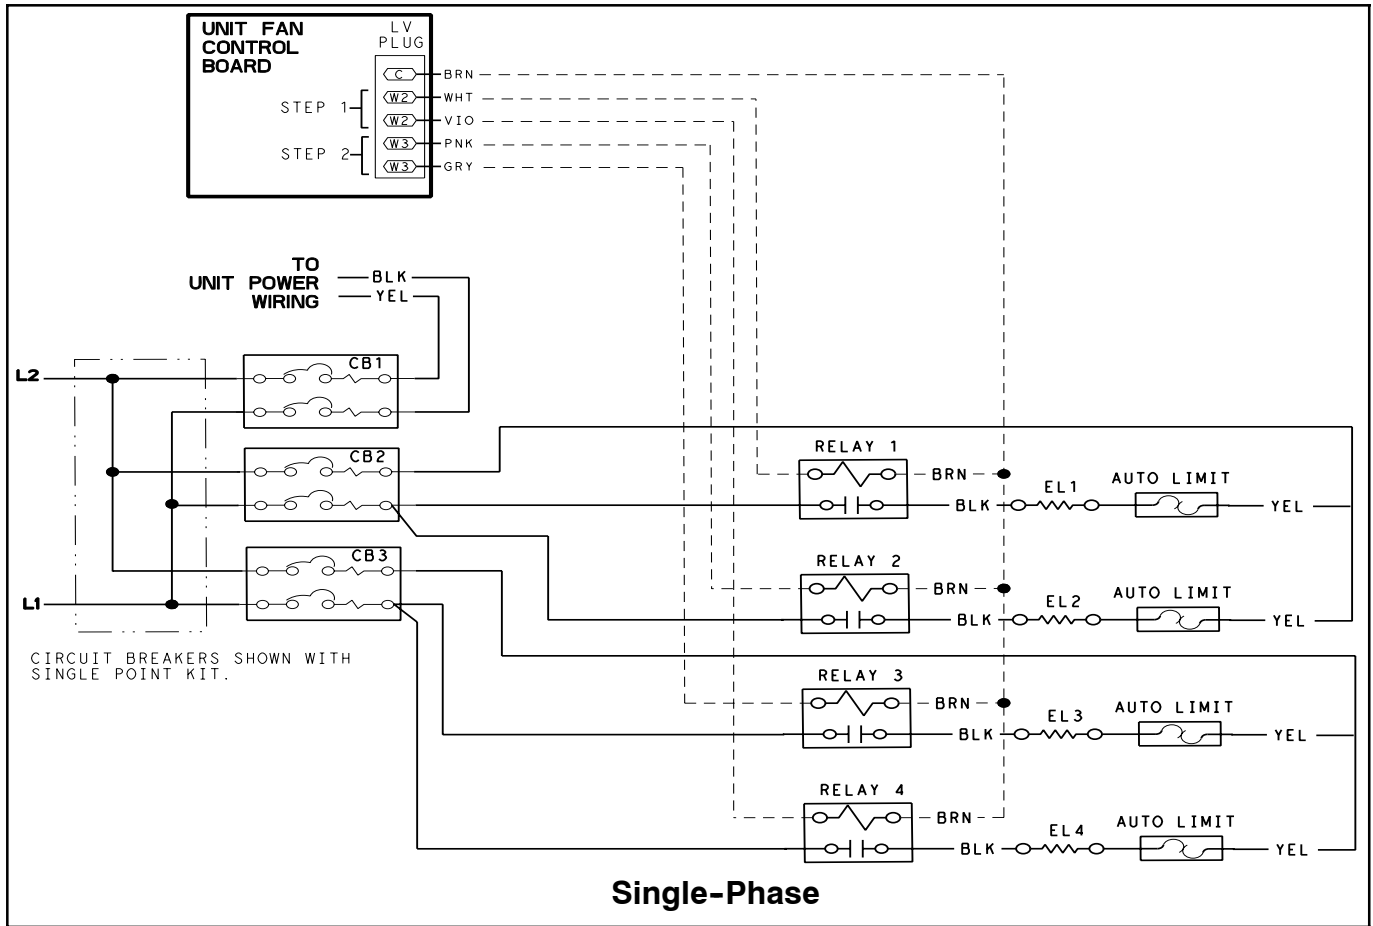 UNIT FAN
CONTROL
BOARD
LV
PLUG
C BRN
STEP 1
W2 WHT
W2 VIO
STEP 2
W3 PNK
W3 GRY
TO
UNIT POWER
WIRING
BLK
YEL
L2
CB1
CB2
CB3
L1
CIRCUIT BREAKERS SHOWN WITH
SINGLE POINT KIT.
RELAY 1
BRN
BLK
EL1
AUTO LIMIT
YEL
RELAY 2
BRN
BLK
EL2
AUTO LIMIT
YEL
RELAY 3
BRN
BLK
EL3
AUTO LIMIT
YEL
RELAY 4
BRN
BLK
EL4
AUTO LIMIT
YEL
Single-Phase